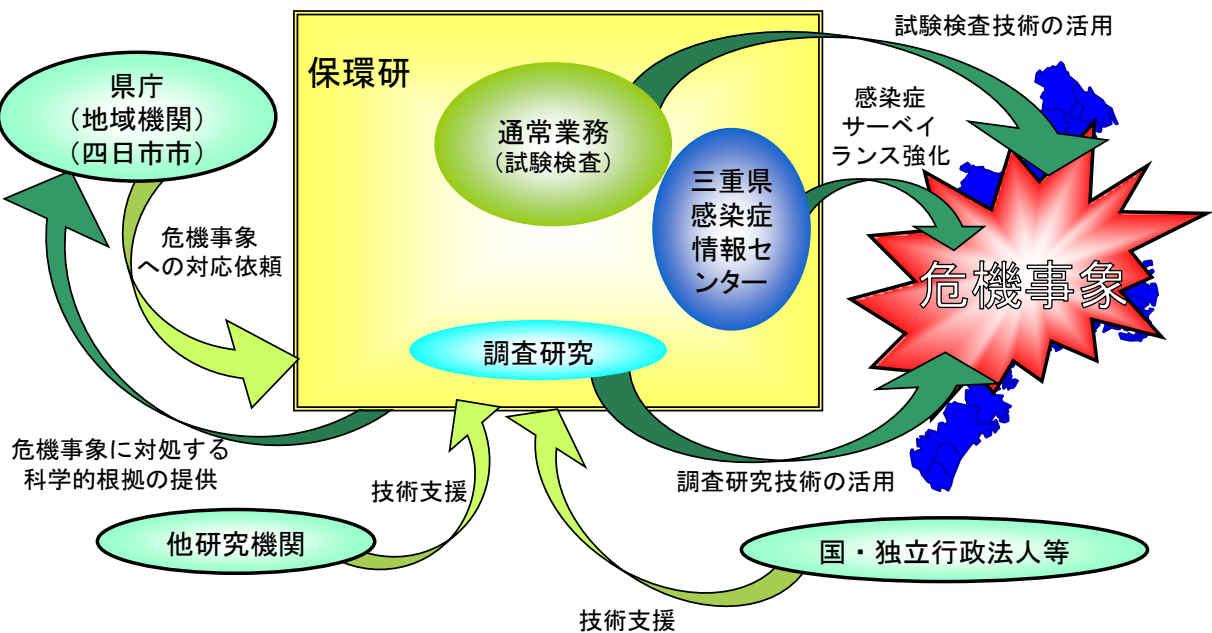 試験検査技術の活用
保環研
県庁
（地域機関）
（四日市市）
感染症
サーベイ
ランス強化
通常業務
（試験検査）
三重県
感染症
情報セ
ンター
危機事象
への対応依頼
危機事象
調査研究
危機事象に対処する
科学的根拠の提供
技術支援
調査研究技術の活用
他研究機関
国・独立行政法人等
技術支援